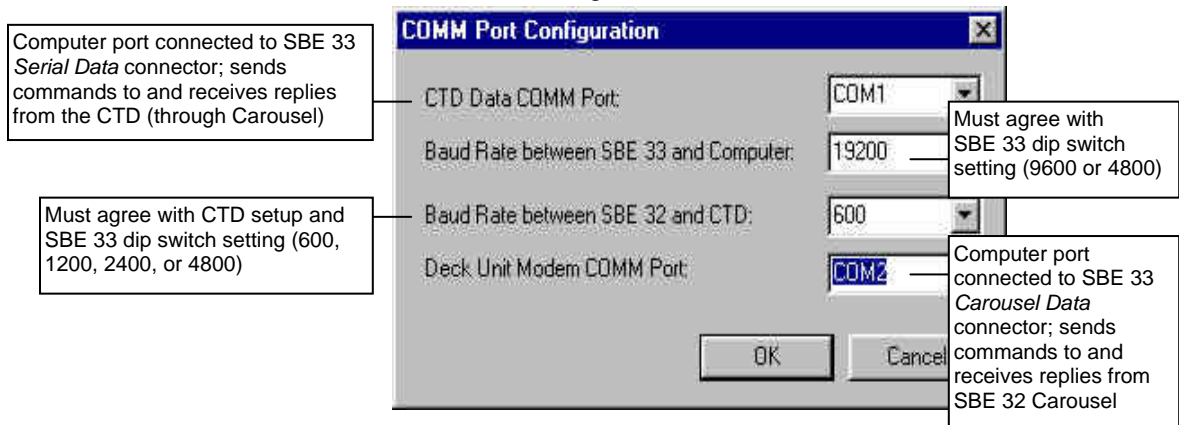 COMM Port Configuration
Computer port connected to SBE 33
Serial Data connector; sends
commands to and receives replies
from the CTD (through Carousel)
CTD Data COMM Port:
COM1
Baud Rate between SBE 33 and Computer:
19200
Must agree with
SBE 33 dip switch
setting (9600 or 4800)
Must agree with CTD setup and
SBE 33 dip switch setting (600,
1200, 2400, or 4800)
Baud Rate between SBE 32 and CTD:
600
Deck Unit Modem COMM Port:
COM2
Computer port
connected to SBE 33
Carousel Data
connector; sends
commands to and
receives replies from
SBE 32 Carousel
OK
Cancel